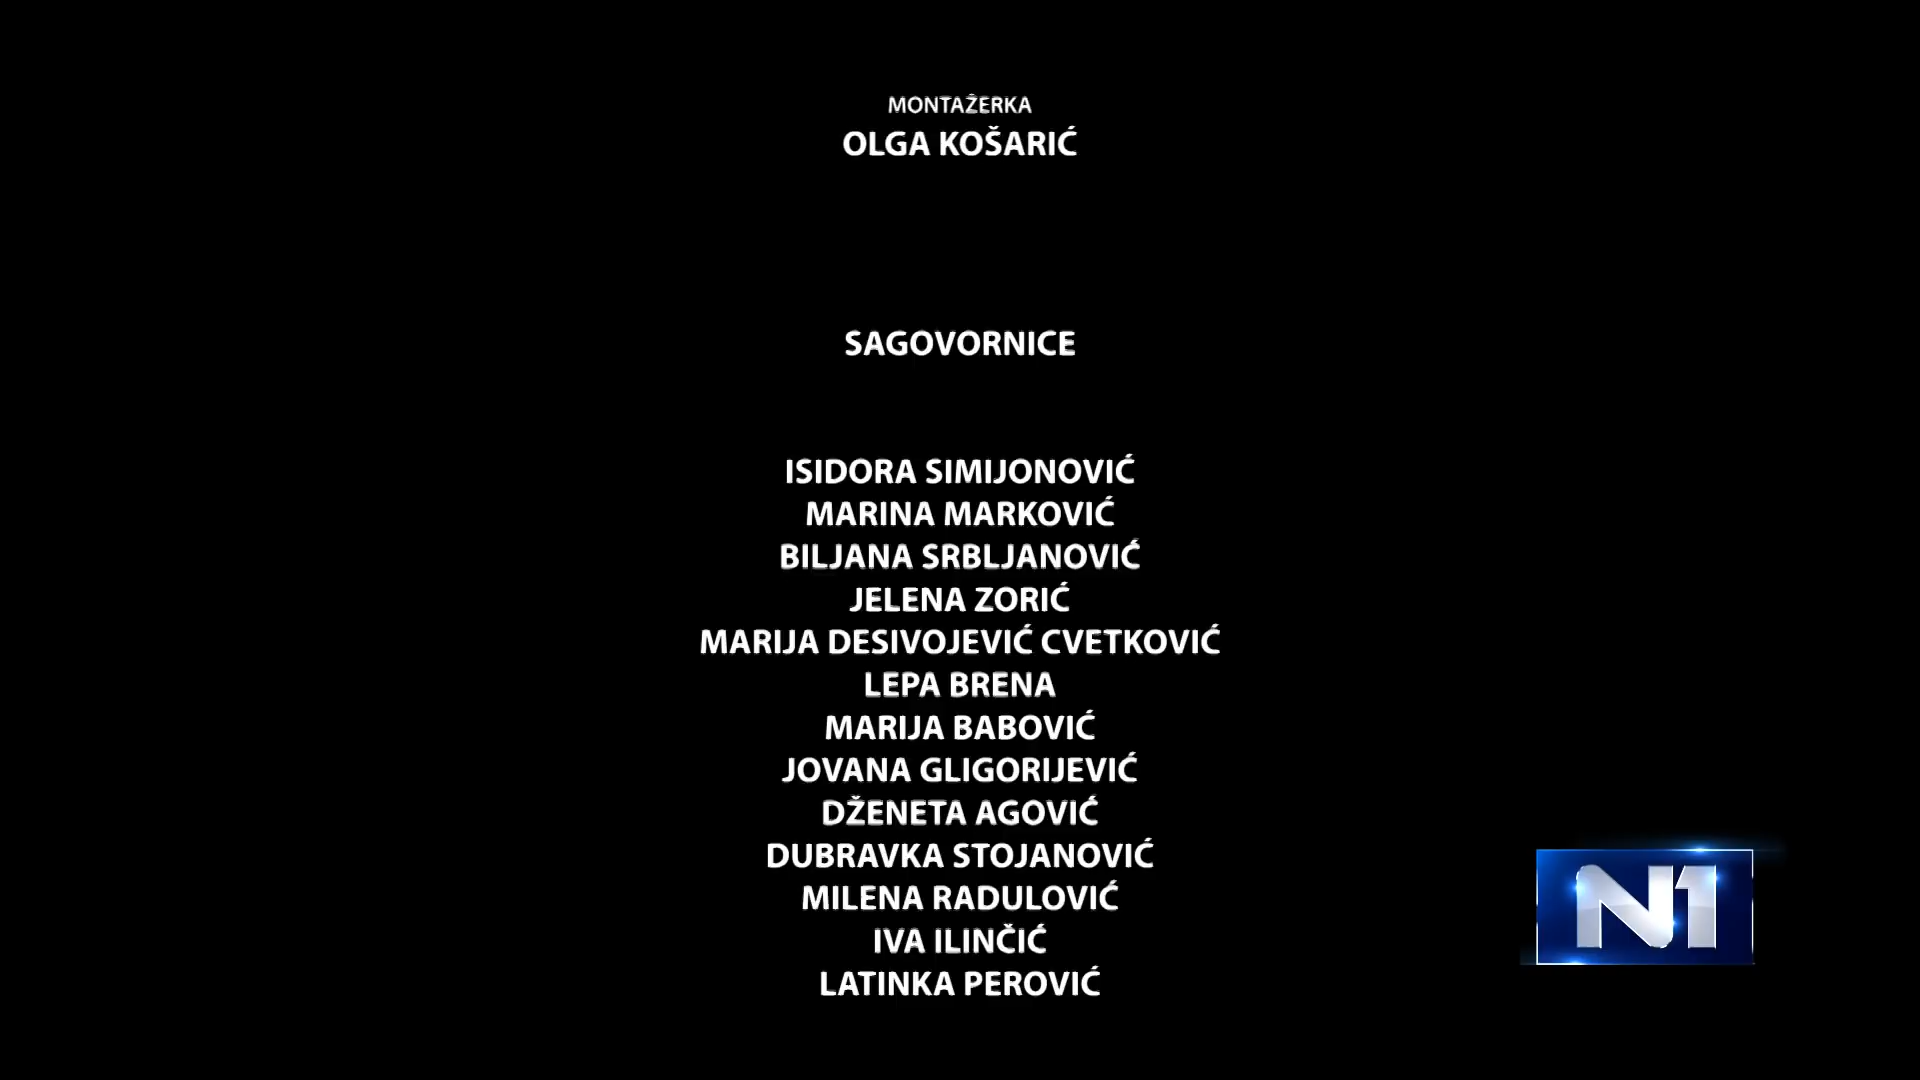 MONTAŽERKA
OLGA KOŠARIĆ
SAGOVORNICE
ISIDORA SIMIJONOVIĆ
MARINA MARKOVIĆ
BILJANA SRBLJANOVIĆ
JELENA ZORIĆ
MARIJA DESIVOJEVIĆ CVETKOVIĆ
LEPA BRENA
MARIJA BABOVIĆ
JOVANA GLIGORIJEVIĆ
DŽENETA AGOVIĆ
DUBRAVKA STOJANOVIĆ
MILENA RADULOVIĆ
IVA ILINČIĆ
LATINKA PEROVIĆ
N1